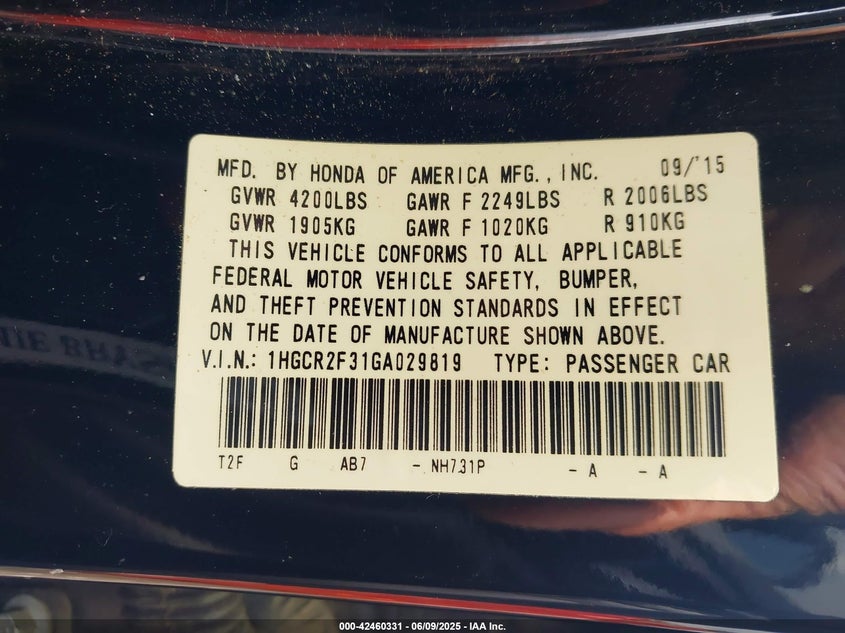 MFD. BY HONDA OF AMERICA MFG., INC. 09/'15
GVWR 4200LBS GAWR F 2249LBS R 2006LBS
GVWR 1905KG GAWR F 1020KG R 910KG
THIS VEHICLE CONFORMS TO ALL APPLICABLE
FEDERAL MOTOR VEHICLE SAFETY, BUMPER,
AND THEFT PREVENTION STANDARDS IN EFFECT
ON THE DATE OF MANUFACTURE SHOWN ABOVE.
V.I.N.: 1HGCR2F31GA029819 TYPE: PASSENGER CAR
T2F G AB7 - NH731P - A - A
000-42460331 / 06/09/2025 - IAA Inc.